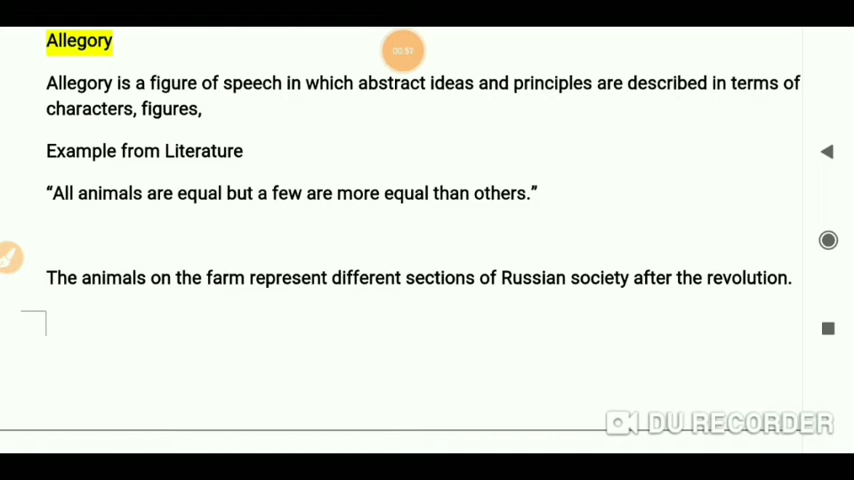 Allegory
00:57
Allegory is a figure of speech in which abstract ideas and principles are described in terms of
characters, figures,
Example from Literature
“All animals are equal but a few are more equal than others.”
The animals on the farm represent different sections of Russian society after the revolution.
DU RECORDER